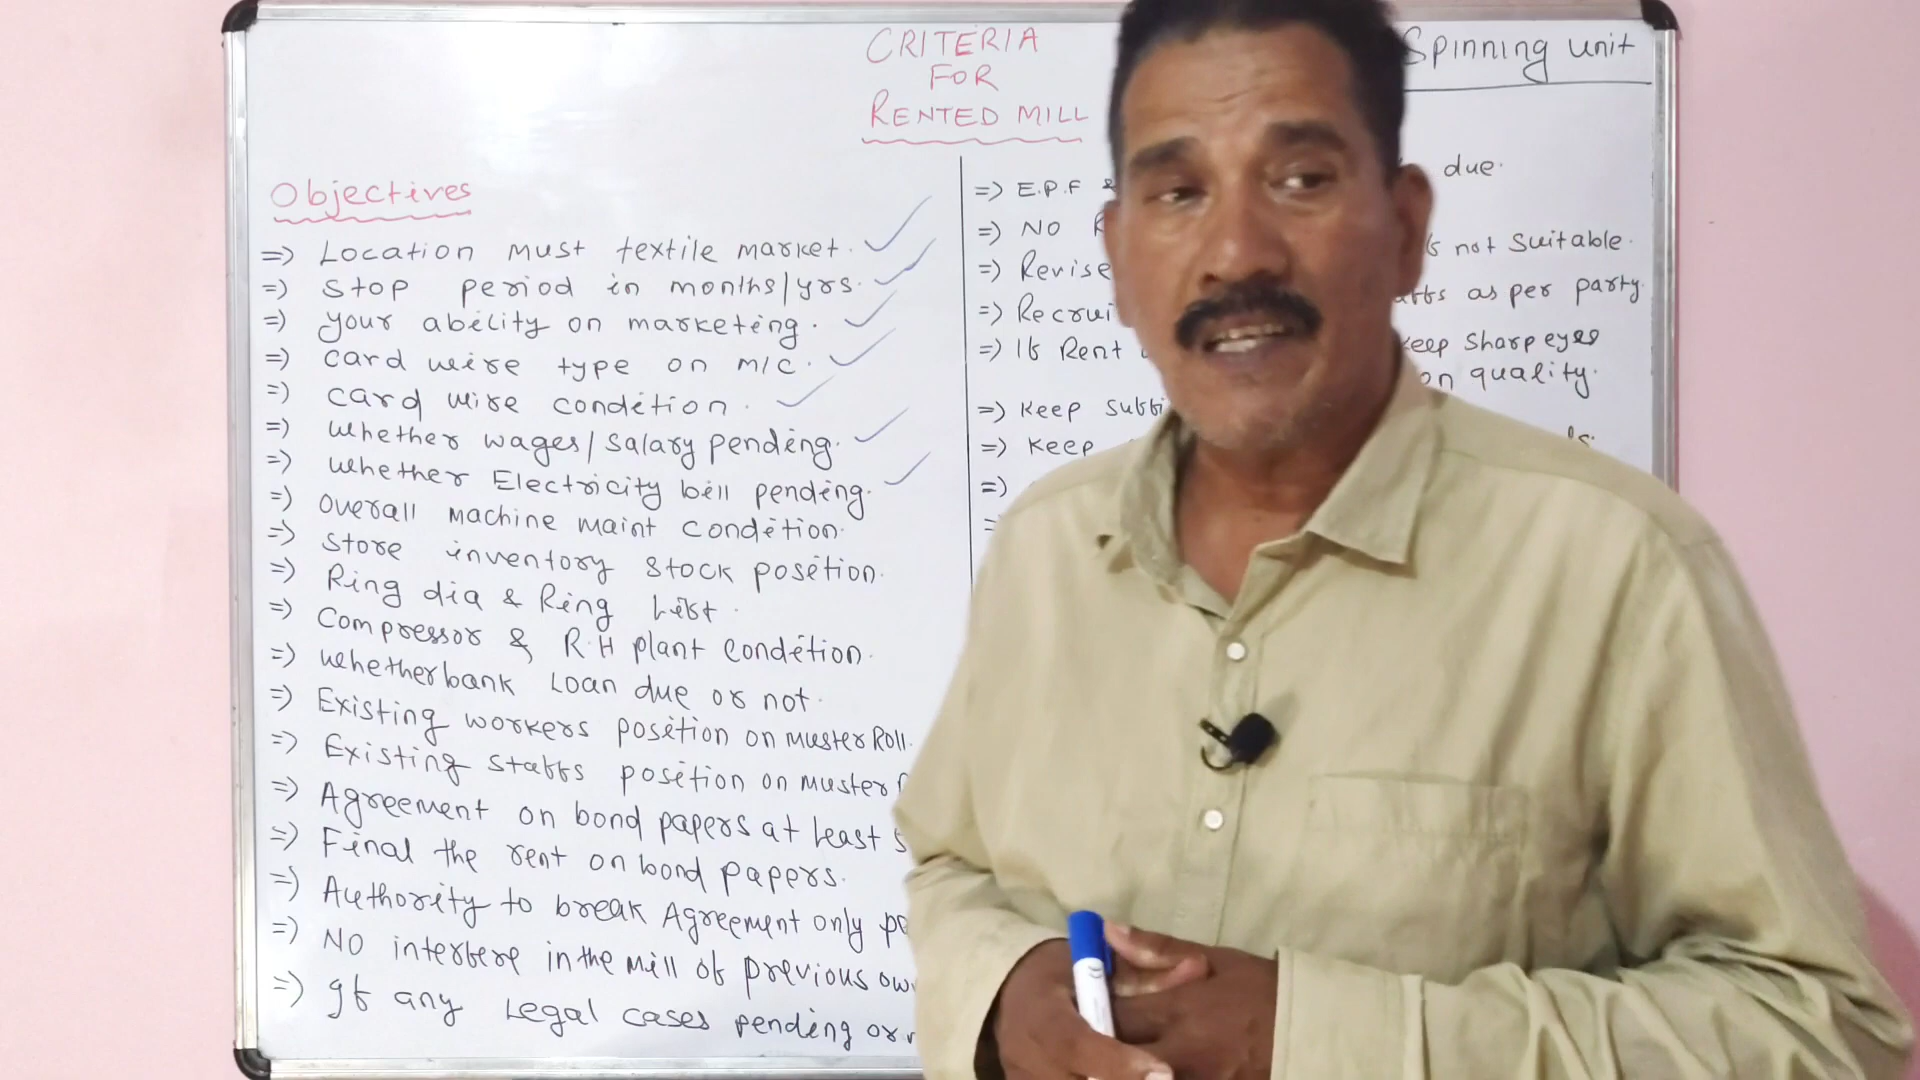 CRITERIA
FOR
RENTED MILL
Spinning unit
Objectives
=> Location must textile market.
=> Stop period in months/yrs.
=> your ability on marketing.
=> card wire type on m/c.
=> card wire condition.
=> whether wages/salary pending.
=> whether Electricity bill pending.
=> overall machine maint condition.
=> store inventory stock position.
=> Ring dia & Ring lift.
=> Compressor & R.H plant condition.
=> whether bank Loan due or not.
=> Existing workers position on muster Roll.
=> Existing staffs position on muster
=> Agreement on bond papers at least 5
=> Final the rent on bond papers.
=> Authority to break Agreement only
=> NO interfere in the mill of previous
=> If any Legal cases pending or
=> E.P.F & due.
=> NO not suitable.
=> Revise as per party.
=> Recrui keep sharp eyes
=> If Rent on quality.
=> keep
=> keep
=>